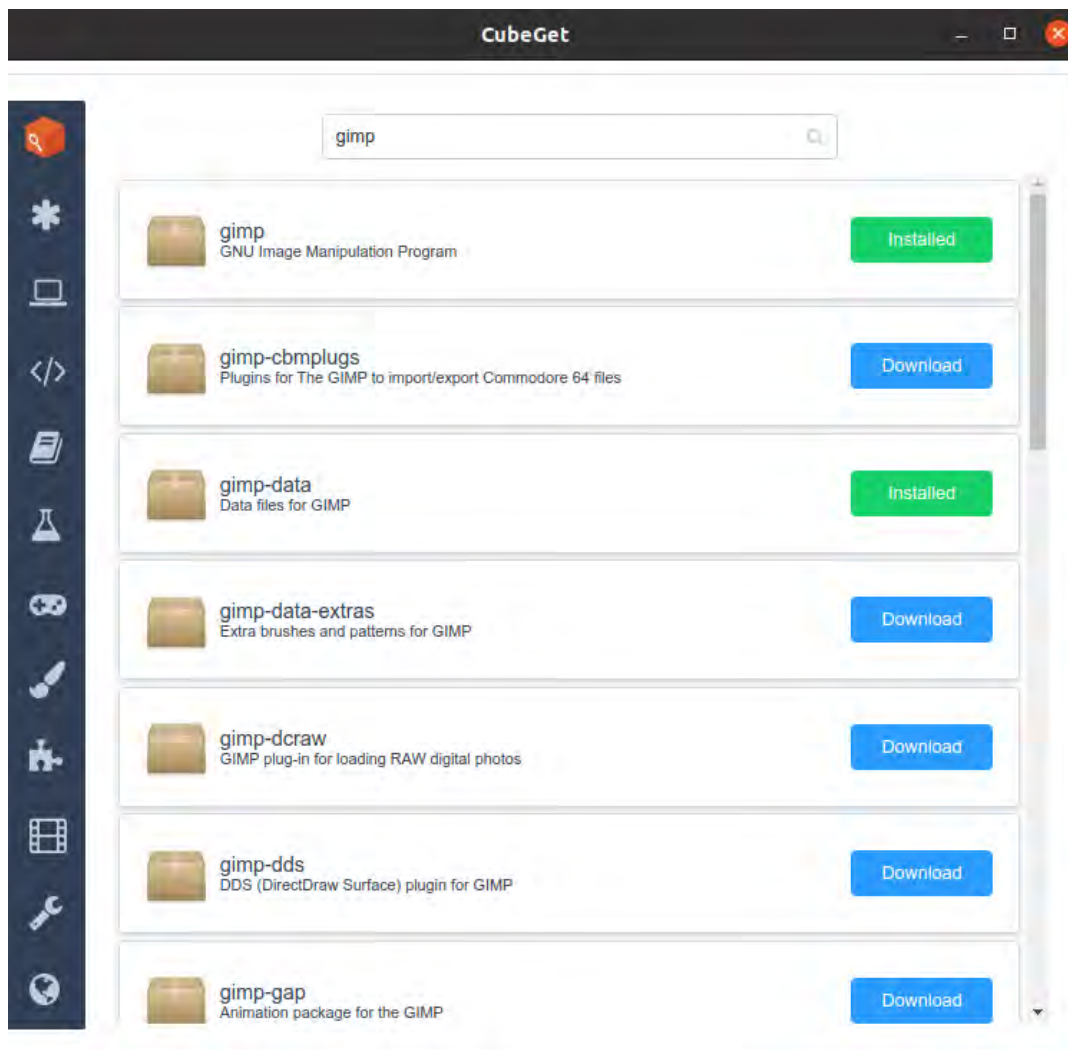 CubeGet
gimp
gimp
GNU Image Manipulation Program
Installed
gimp-cbmplugs
Plugins for The GIMP to import/export Commodore 64 files
Download
gimp-data
Data files for GIMP
Installed
gimp-data-extras
Extra brushes and patterns for GIMP
Download
gimp-dcraw
GIMP plug-in for loading RAW digital photos
Download
gimp-dds
DDS (DirectDraw Surface) plugin for GIMP
Download
gimp-gap
Animation package for the GIMP
Download